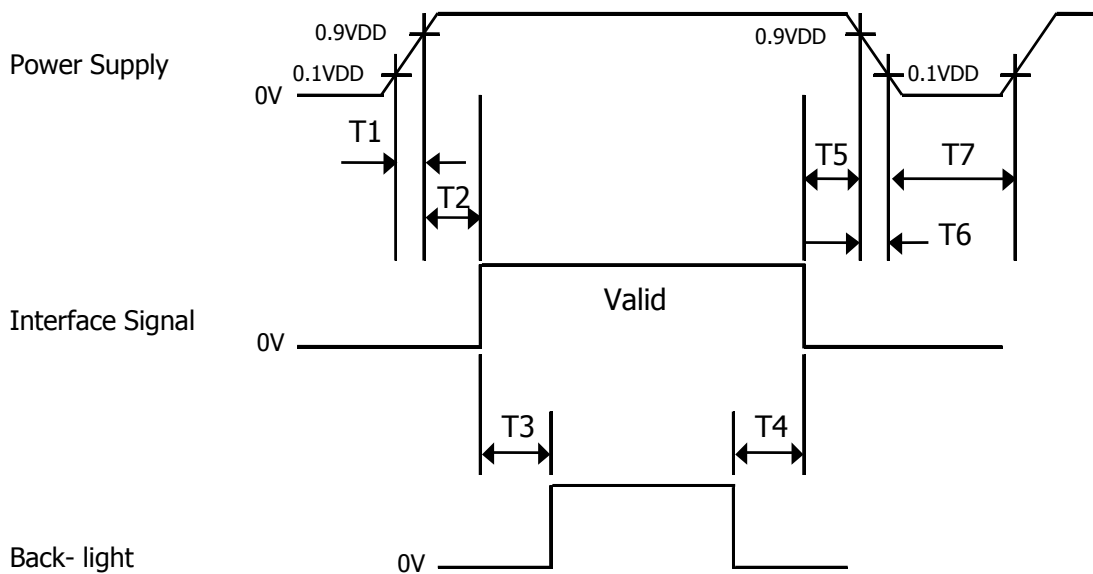 0.9VDD
0.9VDD
Power Supply
0.1VDD
0.1VDD
0V
T1
T5
T7
T2
T6
Valid
Interface Signal
0V
T3
T4
Back- light
0V